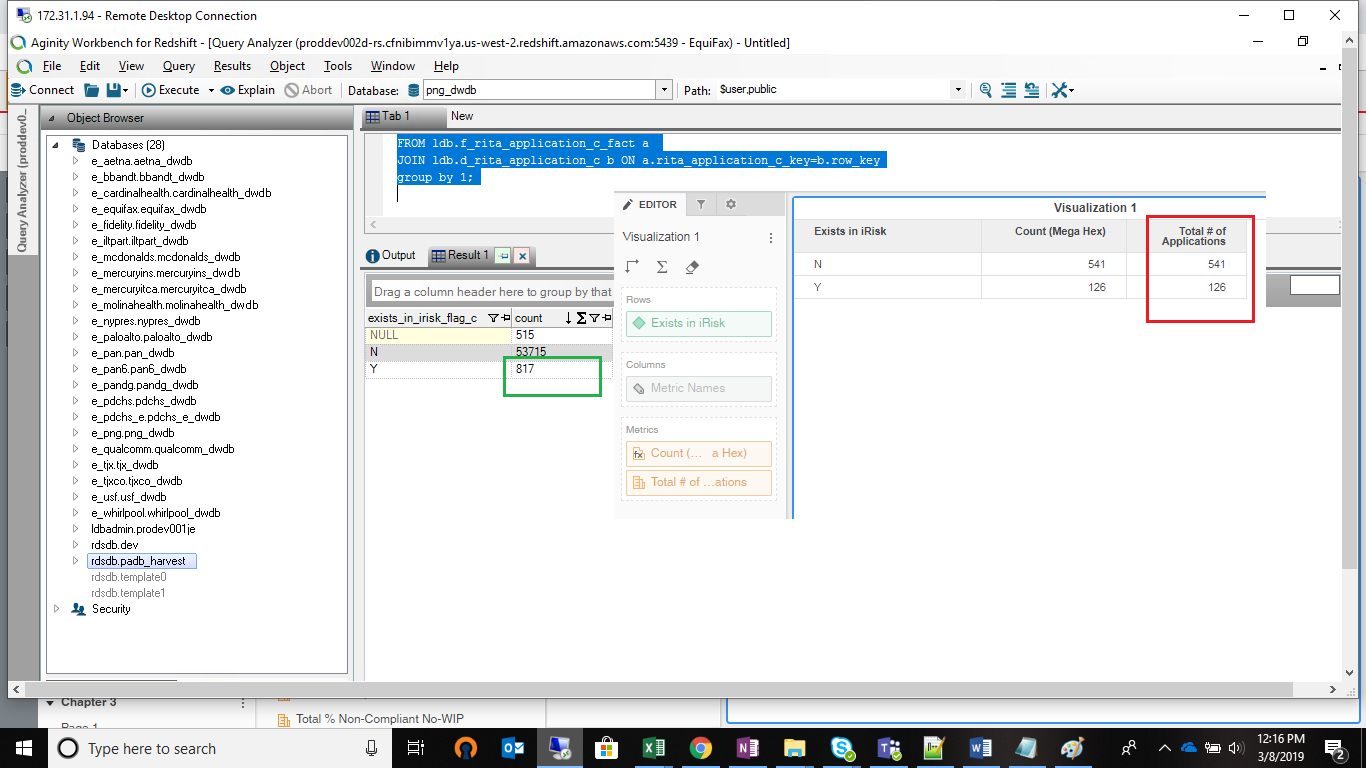 172.31.1.94 - Remote Desktop Connection
Aginity Workbench for Redshift - [Query Analyzer (proddev002d-rs.cfnibimmv1ya.us-west-2.redshift.amazonaws.com:5439 - EquiFax) - Untitled]
File Edit View Query Results Object Tools Window Help
Connect Execute Explain Abort Database: png_dwdb Path: $user,public
Query Analyzer (proddev0_
Object Browser
Databases (28)
e_aetna.aetna_dwdb
e_bbandt.bbandt_dwdb
e_cardinalhealth.cardinalhealth_dwdb
e_equifax.equifax_dwdb
e_fidelity.fidelity_dwdb
e_iltpart.iltpart_dwdb
e_mcdonalds.mcdonalds_dwdb
e_mercuryins.mercuryins_dwdb
e_mercuryitca.mercuryitca_dwdb
e_molinahealth.molinahealth_dwdb
e_nypres.nypres_dwdb
e_paloalto.paloalto_dwdb
e_pan.pan_dwdb
e_pan6.pan6_dwdb
e_pandg.pandg_dwdb
e_pdchs.pdchs_dwdb
e_pdchs_e.pdchs_e_dwdb
e_png.png_dwdb
e_qualcomm.qualcomm_dwdb
e_tjx.tjx_dwdb
e_tjxco.tjxco_dwdb
e_usf.usf_dwdb
e_whirlpool.whirlpool_dwdb
ldbadmin.prodev001je
rdsdb.dev
rdsdb.padb_harvest
rdsdb.template0
rdsdb.template1
Security
Tab 1 New
FROM ldb.f_rita_application_c_fact a
JOIN ldb.d_rita_application_c b ON a.rita_application_c_key=b.row_key
group by 1;
Output Result 1
Drag a column header here to group by that
exists_in_irisk_flag_c count
NULL 515
N 53715
Y 817
EDITOR
Visualization 1
Rows
Exists in iRisk
Columns
Metric Names
Metrics
Count (... a Hex)
Total # of ...ations
Visualization 1
Exists in iRisk Count (Mega Hex) Total # of
Applications
N 541 541
Y 126 126
Chapter 3
Page 1
Total % Non-Compliant No-WIP
Type here to search
12:16 PM
3/8/2019
2